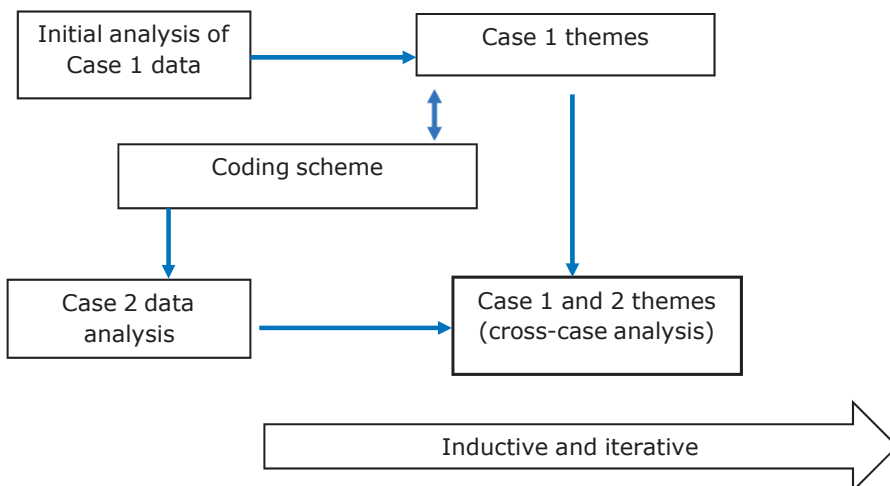 Initial analysis of
Case 1 data
Case 1 themes
Coding scheme
Case 2 data
analysis
Case 1 and 2 themes
(cross-case analysis)
Inductive and iterative